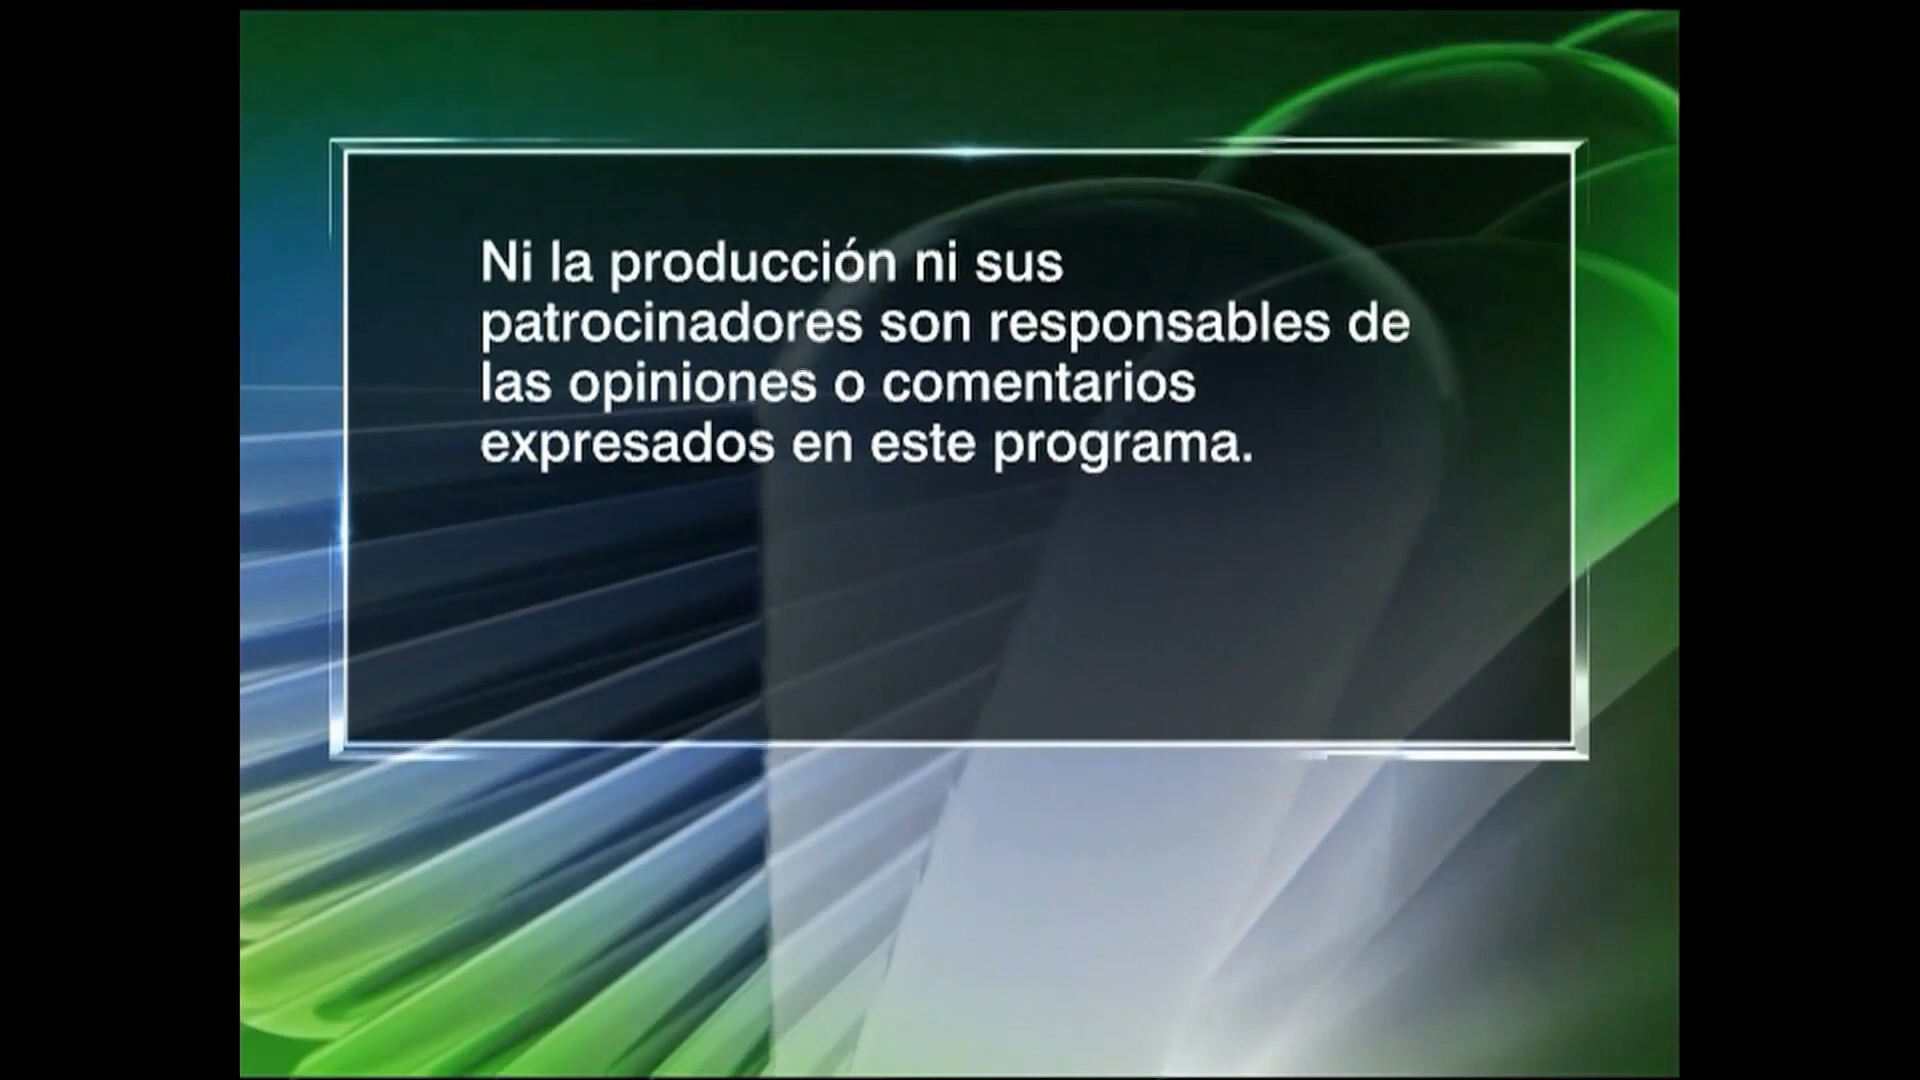 Ni la producción ni sus
patrocinadores son responsables de
las opiniones o comentarios
expresados en este programa.